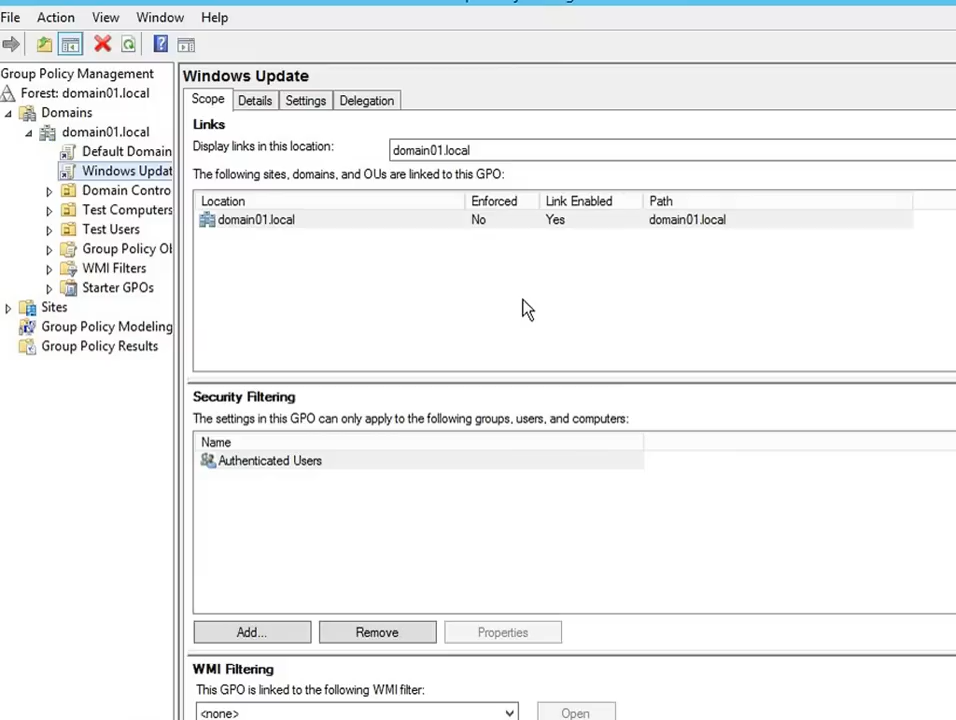 File Action View Window Help
Group Policy Management
Forest: domain01.local
Domains
domain01.local
Default Domain
Windows Updat
Domain Contro
Test Computers
Test Users
Group Policy Ob
WMI Filters
Starter GPOs
Sites
Group Policy Modeling
Group Policy Results
Windows Update
Scope Details Settings Delegation
Links
Display links in this location: domain01.local
The following sites, domains, and OUs are linked to this GPO:
Location Enforced Link Enabled Path
domain01.local No Yes domain01.local
Security Filtering
The settings in this GPO can only apply to the following groups, users, and computers:
Name
Authenticated Users
Add... Remove Properties
WMI Filtering
This GPO is linked to the following WMI filter:
<none> Open